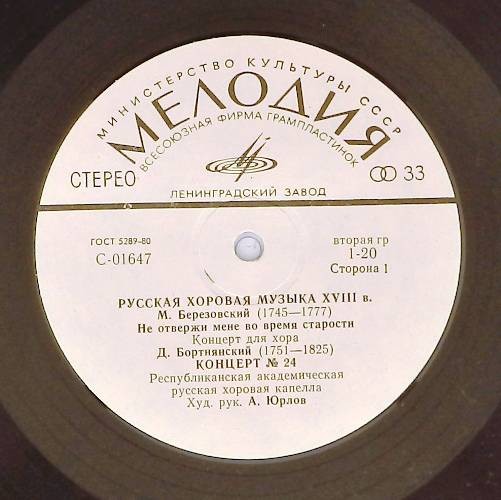 МИНИСТЕРСТВО КУЛЬТУРЫ СССР
МЕЛОДИЯ
ВСЕСОЮЗНАЯ ФИРМА ГРАМПЛАСТИНОК
СТЕРЕО
33
ЛЕНИНГРАДСКИЙ ЗАВОД
ГОСТ 5289-80
С-01647
вторая гр
1-20
Сторона 1
РУССКАЯ ХОРОВАЯ МУЗЫКА XVIII в.
М. Березовский (1745—1777)
Не отвержи мене во время старости
Концерт для хора
Д. Бортнянский (1751—1825)
КОНЦЕРТ № 24
Республиканская академическая
русская хоровая капелла
Худ. рук. А. Юрлов